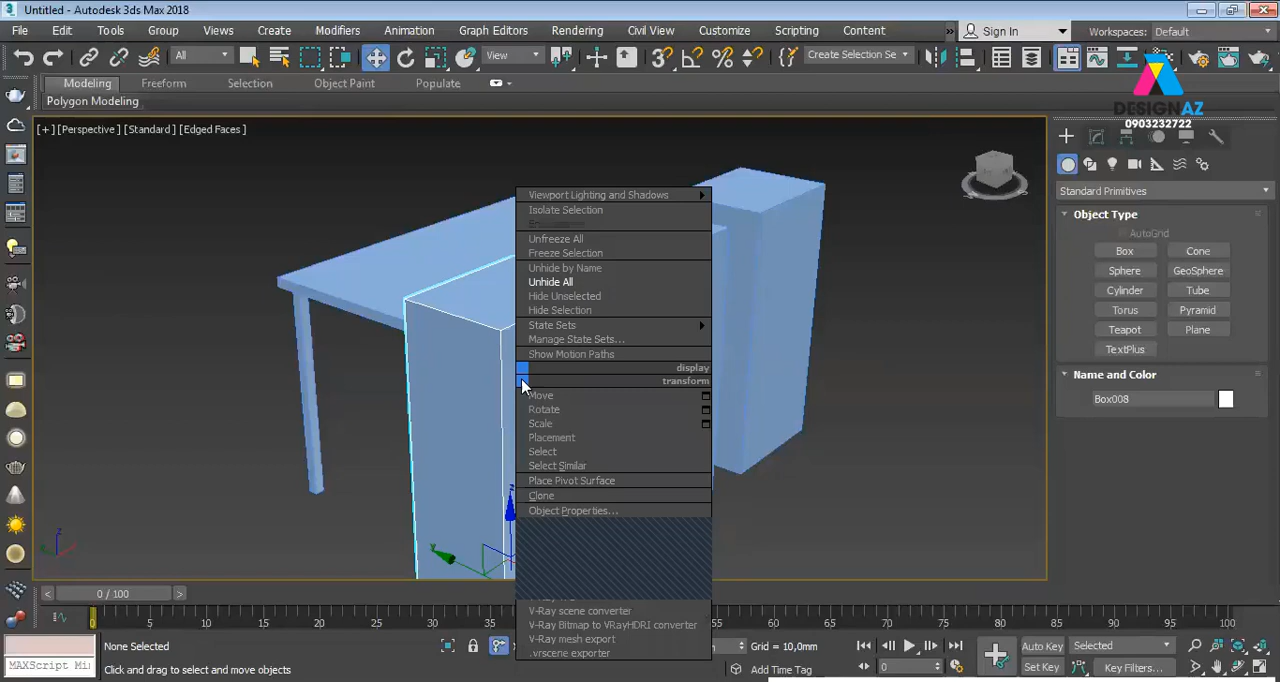 Untitled - Autodesk 3ds Max 2018
File Edit Tools Group Views Create Modifiers Animation Graph Editors Rendering Civil View Customize Scripting Content » Sign In Workspaces: Default
All View Create Selection Se
Modeling Freeform Selection Object Paint Populate
Polygon Modeling
DESIGNAZ
0903232722
[+] [Perspective] [Standard] [Edged Faces]
Viewport Lighting and Shadows
Isolate Selection
Unfreeze All
Freeze Selection
Unhide by Name
Unhide All
Hide Unselected
Hide Selection
State Sets
Manage State Sets...
Show Motion Paths
display
transform
Move
Rotate
Scale
Placement
Select
Select Similar
Place Pivot Surface
Clone
Object Properties...
V-Ray scene converter
V-Ray Bitmap to VRayHDRI converter
V-Ray mesh export
.vrscene exporter
Standard Primitives
Object Type
AutoGrid
Box Cone
Sphere GeoSphere
Cylinder Tube
Torus Pyramid
Teapot Plane
TextPlus
Name and Color
Box008
z
y
z
< 0 / 100 >
0 5 10 15 20 25 30 35 55 60 65 70 75 80 85 90 95 100
None Selected
Grid = 10,0mm
Auto Key Selected
MAXScript Mi
Click and drag to select and move objects
Add Time Tag
0
Set Key Key Filters...